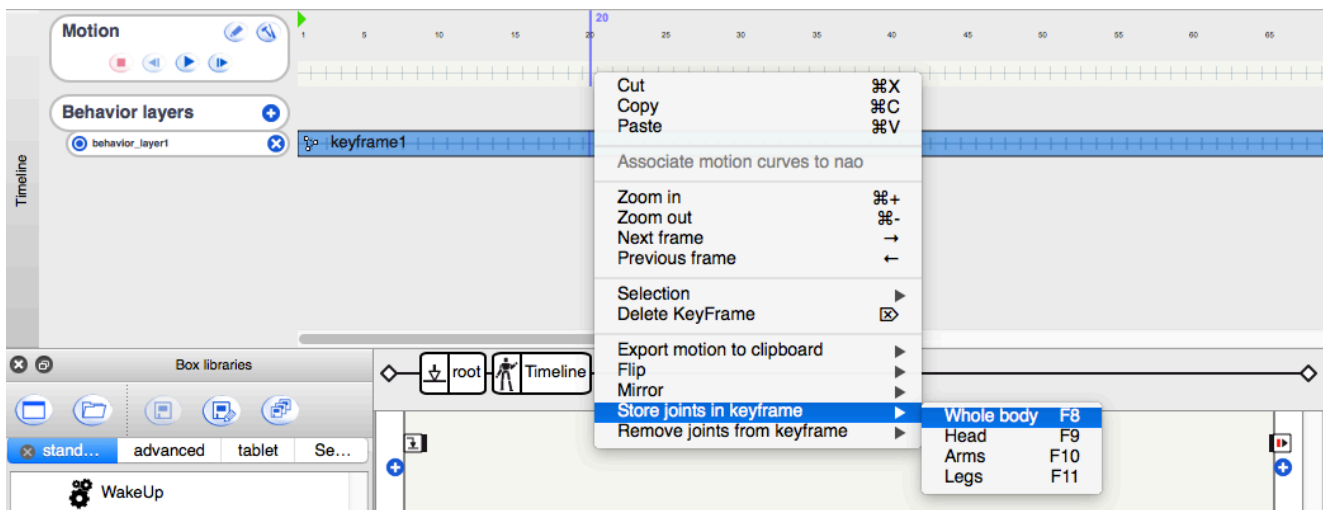 20
Motion
1 5 10 15 20 25 30 35 40 45 50 55 60 65
Behavior layers
behavior_layer1
keyframe1
Timeline
Cut ⌘X
Copy ⌘C
Paste ⌘V
Associate motion curves to nao
Zoom in ⌘+
Zoom out ⌘-
Next frame →
Previous frame ←
Selection
Delete KeyFrame ⌦
Export motion to clipboard
Flip
Mirror
Store joints in keyframe
Remove joints from keyframe
Whole body F8
Head F9
Arms F10
Legs F11
Box libraries
root
Timeline
stand...
advanced
tablet
Se...
WakeUp